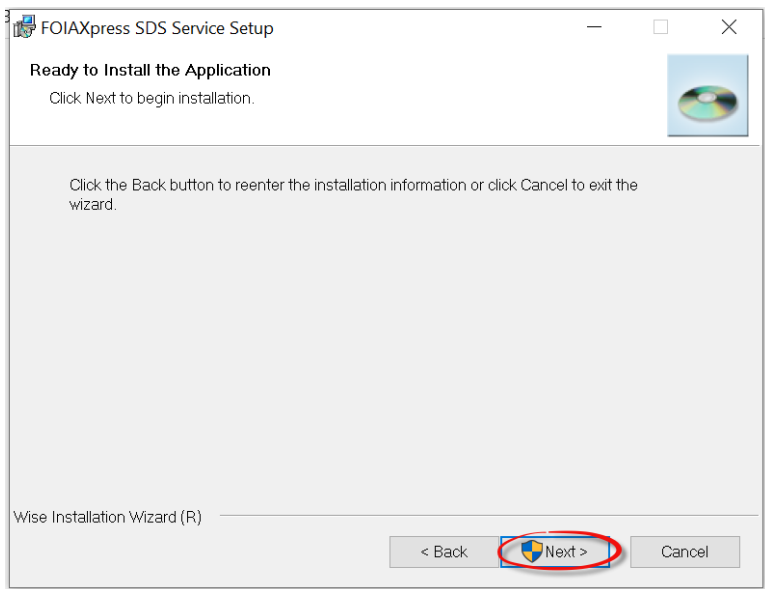 FOIAXpress SDS Service Setup
Ready to Install the Application
Click Next to begin installation.
Click the Back button to reenter the installation information or click Cancel to exit the
wizard.
Wise Installation Wizard (R)
< Back
Next >
Cancel